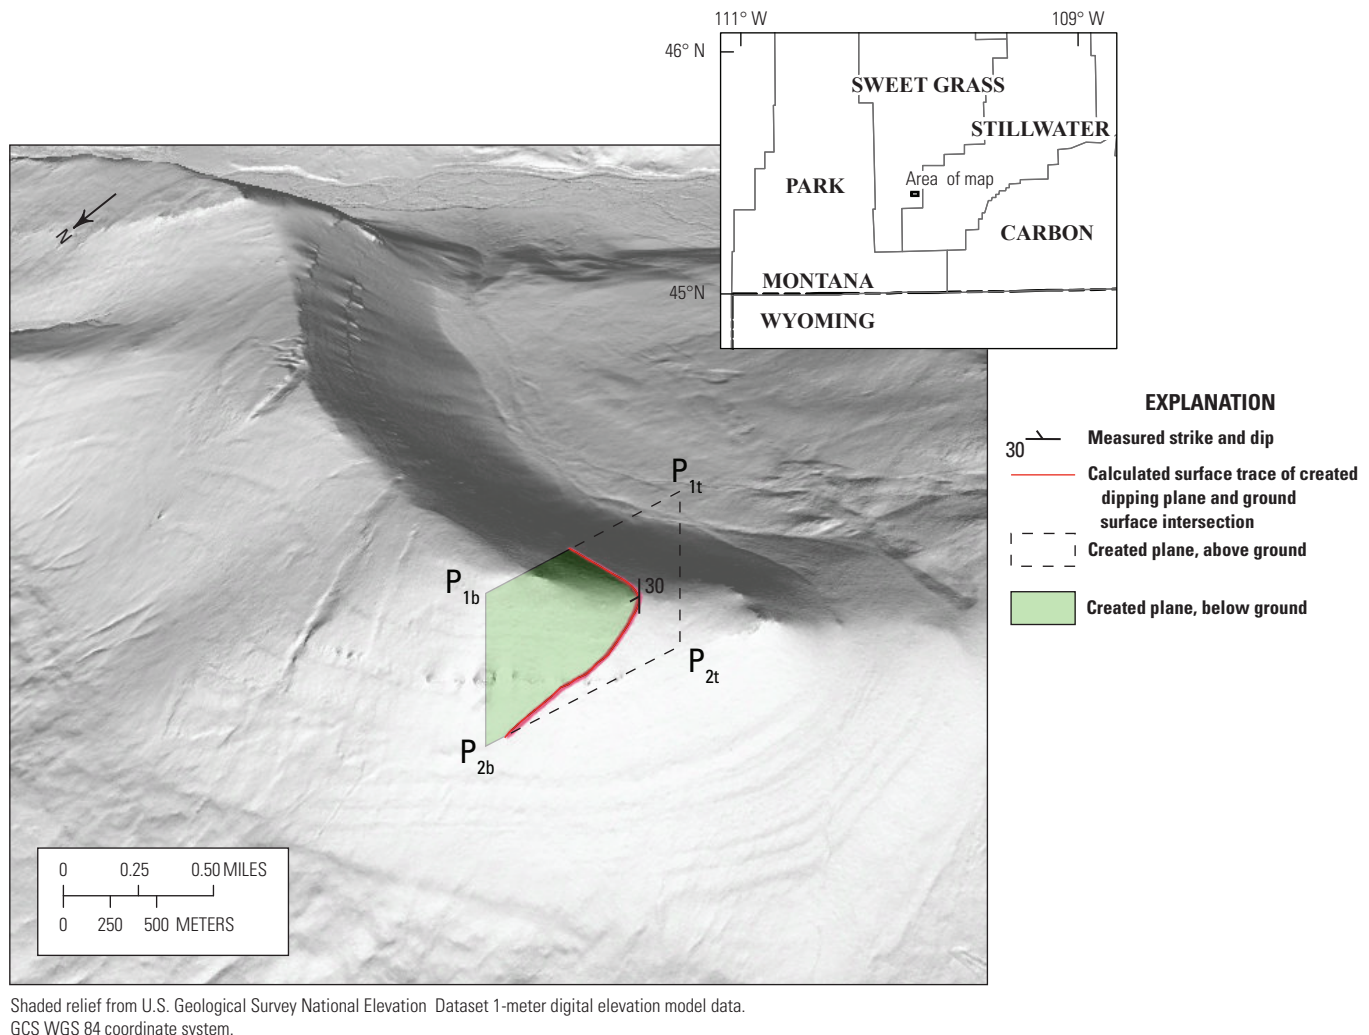 111° W
109° W
46° N
SWEET GRASS
STILLWATER
Area of map
PARK
CARBON
MONTANA
45°N
WYOMING
N
P1t
P1b
30
P2t
P2b
0 0.25 0.50 MILES
0 250 500 METERS
EXPLANATION
30 Measured strike and dip
Calculated surface trace of created
dipping plane and ground
surface intersection
Created plane, above ground
Created plane, below ground
Shaded relief from U.S. Geological Survey National Elevation Dataset 1-meter digital elevation model data.
GCS WGS 84 coordinate system.